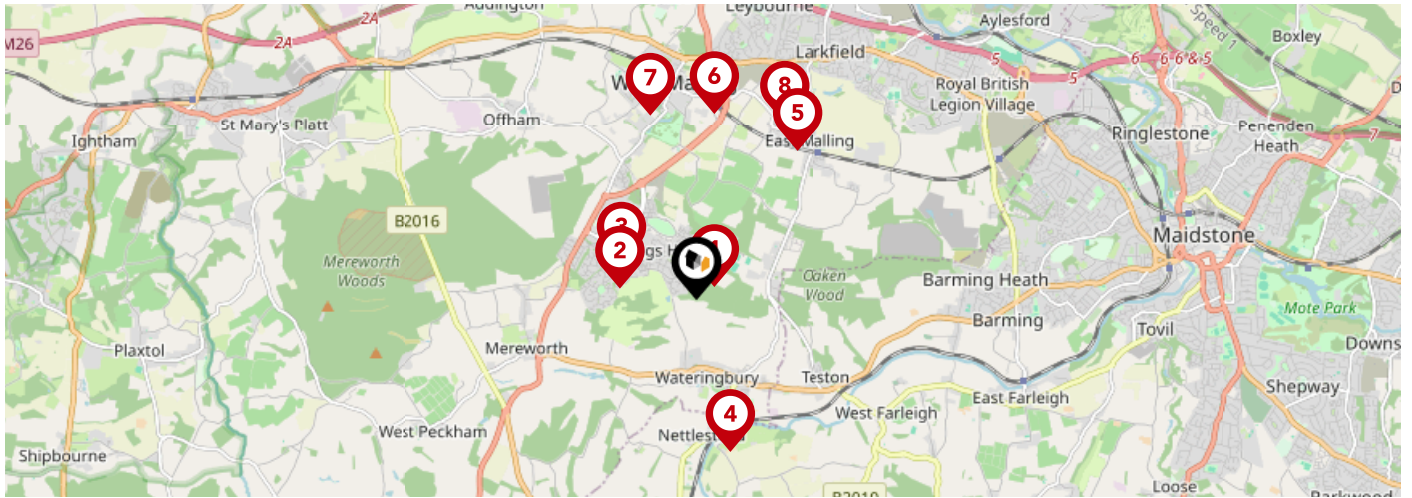 Addington
Leybourne
2A
Aylesford
M26
2A
Larkfield
Speed 1
Boxley
5
6
6&5
5
7
6
8
Royal British
Legion Village
Offham
St Mary's Platt
5
Ightham
East Malling
Ringlestone
Penenden
Heath
7
B2016
3
2
Maidstone
Mereworth
Woods
Oaken
Wood
Barming Heath
Mote Park
Barming
Tovil
Plaxtol
Mereworth
Downs
Wateringbury
Teston
Shepway
East Farleigh
4
West Farleigh
West Peckham
Shipbourne
Loose
B2010
Parkwood